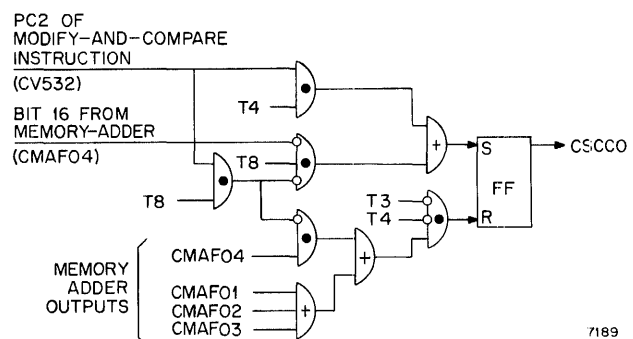 PC2 OF
MODIFY-AND-COMPARE
INSTRUCTION
(CV532)
T4
BIT 16 FROM
MEMORY-ADDER
(CMAF04)
T8
T8
S
FF
R
CSCCO
T3
T4
CMAF04
MEMORY
ADDER
OUTPUTS
CMAF01
CMAF02
CMAF03
+
+
+
7189